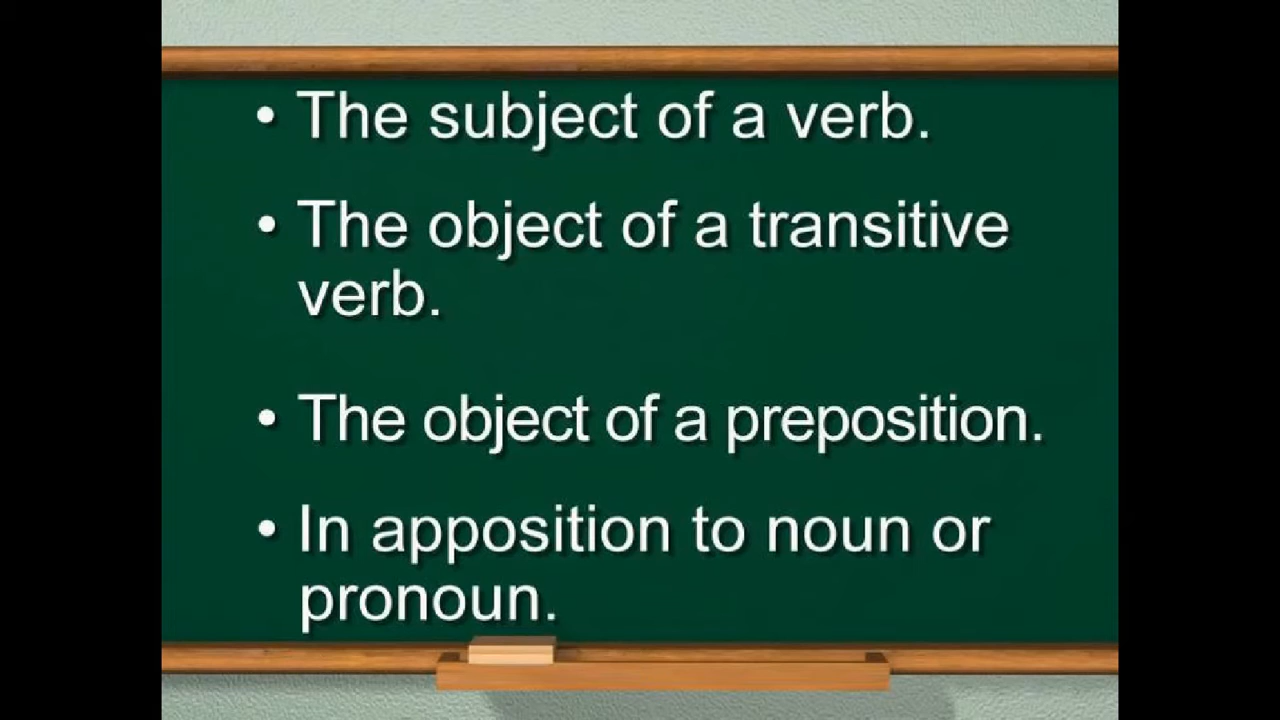 • The subject of a verb.
• The object of a transitive
verb.
• The object of a preposition.
• In apposition to noun or
pronoun.